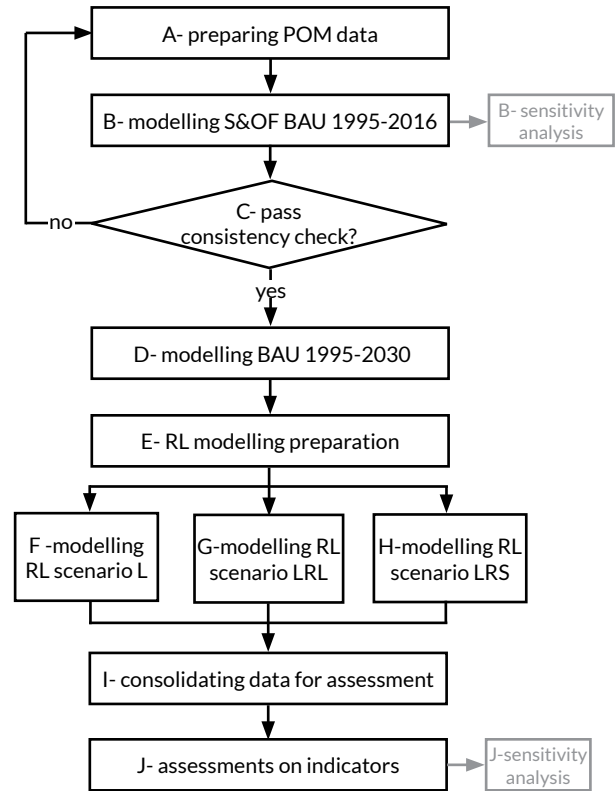 A- preparing POM data
B- modelling S&OF BAU 1995-2016
B- sensitivity
analysis
C- pass
consistency check?
no
yes
D- modelling BAU 1995-2030
E- RL modelling preparation
F -modelling
RL scenario L
G-modelling RL
scenario LRL
H-modelling RL
scenario LRS
I- consolidating data for assessment
J- assessments on indicators
J-sensitivity
analysis